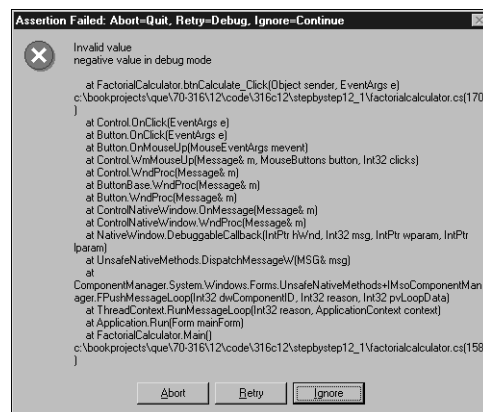 Assertion Failed: Abort=Quit, Retry=Debug, Ignore=Continue
Invalid value
negative value in debug mode
at FactorialCalculator.btnCalculate_Click(Object sender, EventArgs e)
c:\bookprojects\que\70-316\12\code\316c12\stepbystep12_1\factorialcalculator.cs(170
)
at Control.OnClick(EventArgs e)
at Button.OnClick(EventArgs e)
at Button.OnMouseUp(MouseEventArgs mevent)
at Control.WmMouseUp(Message& m, MouseButtons button, Int32 clicks)
at Control.WndProc(Message& m)
at ButtonBase.WndProc(Message& m)
at Button.WndProc(Message& m)
at ControlNativeWindow.OnMessage(Message& m)
at ControlNativeWindow.WndProc(Message& m)
at NativeWindow.DebuggableCallback(IntPtr hWnd, Int32 msg, IntPtr wparam, IntPtr
lparam)
at UnsafeNativeMethods.DispatchMessageW(MSG& msg)
at
ComponentManager.System.Windows.Forms.UnsafeNativeMethods+IMsoComponentMan
ager.FPushMessageLoop(Int32 dwComponentID, Int32 reason, Int32 pvLoopData)
at ThreadContext.RunMessageLoop(Int32 reason, ApplicationContext context)
at Application.Run(Form mainForm)
at FactorialCalculator.Main()
c:\bookprojects\que\70-316\12\code\316c12\stepbystep12_1\factorialcalculator.cs(158
)
Abort Retry Ignore